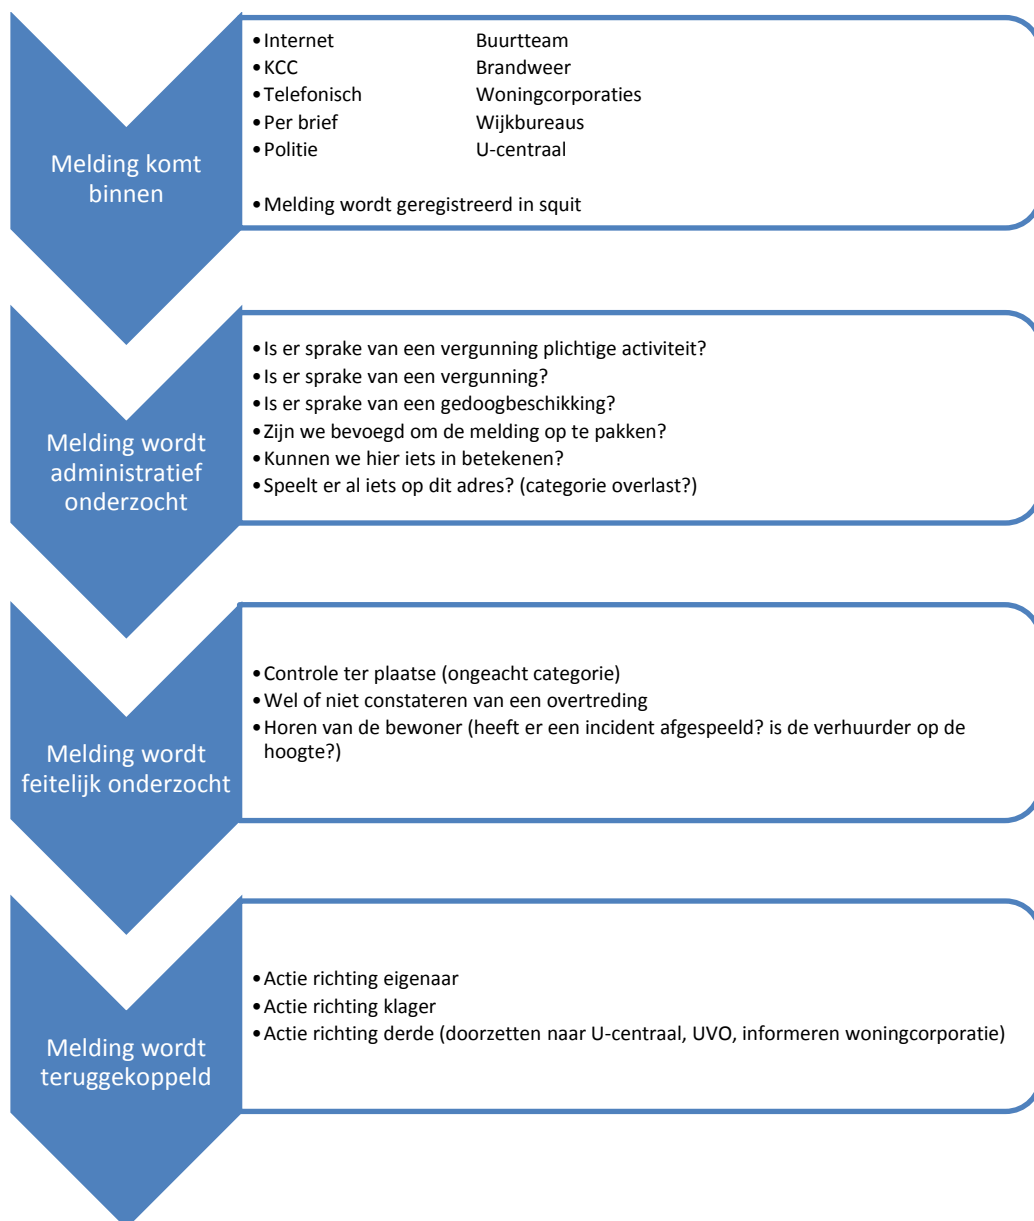 Melding komt
binnen
•Internet Buurtteam
•KCC Brandweer
•Telefonisch Woningcorporaties
•Per brief Wijkbureaus
•Politie U-centraal
•Melding wordt geregistreerd in squit
Melding wordt
administratief
onderzocht
•Is er sprake van een vergunning plichtige activiteit?
•Is er sprake van een vergunning?
•Is er sprake van een gedoogbeschikking?
•Zijn we bevoegd om de melding op te pakken?
•Kunnen we hier iets in betekenen?
•Speelt er al iets op dit adres? (categorie overlast?)
Melding wordt
feitelijk onderzocht
•Controle ter plaatse (ongeacht categorie)
•Wel of niet constateren van een overtreding
•Horen van de bewoner (heeft er een incident afgespeeld? is de verhuurder op de
hoogte?)
Melding wordt
teruggekoppeld
•Actie richting eigenaar
•Actie richting klager
•Actie richting derde (doorzetten naar U-centraal, UVO, informeren woningcorporatie)